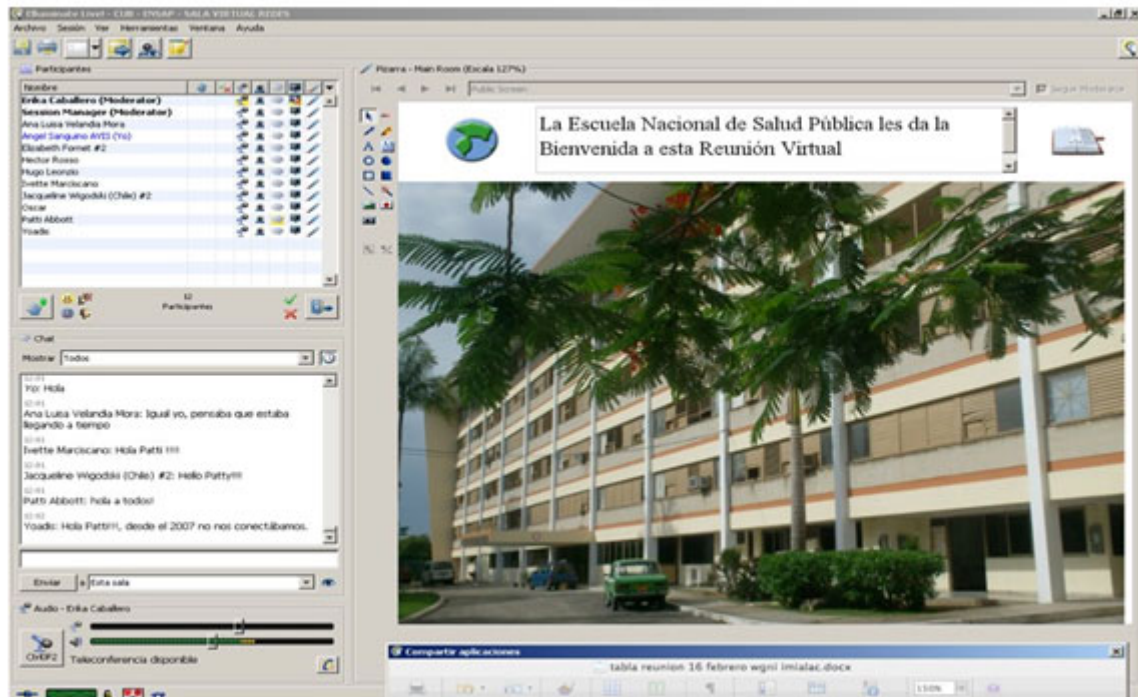 Elluminate Live! - CUB - ENSAP - SALA VIRTUAL REDES
Archivo Sesión Ver Herramientas Ventana Ayuda
Participantes
Nombre
Erika Caballero (Moderator)
Session Manager (Moderator)
Ana Luisa Velandia Mora
Angel Sanguino AVIS (Yo)
Elizabeth Fornet #2
Hector Rosso
Hugo Leonzio
Ivette Marciscano
Jacqueline Wigodski (Chile) #2
Oscar
Patti Abbott
Yoadis
12
Participantes
Chat
Mostrar Todos
Yo: Hola
Ana Luisa Velandia Mora: Igual yo, pensaba que estaba
llegando a tiempo
Ivette Marciscano: Hola Patti !!!!
Jacqueline Wigodski (Chile) #2: Hello Patty!!!
Patti Abbott: hola a todos!
Yoadis: Hola Patti!!!, desde el 2007 no nos conectábamos.
Enviar a Esta sala
Audio - Erika Caballero
Teleconferencia disponible
Pizarra - Main Room (Escala 127%)
Public Screen
Seguir Moderator
La Escuela Nacional de Salud Pública les da la
Bienvenida a esta Reunión Virtual
Compartir aplicaciones
tabla reunion 16 febrero wgni imialac.docx
150%